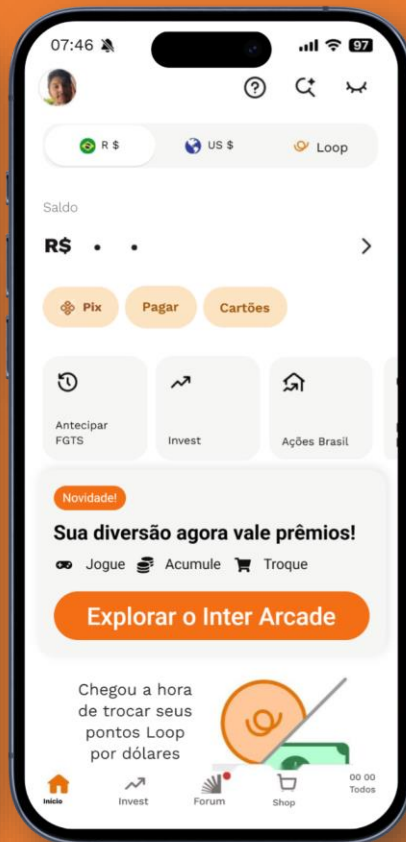 07:46
97
R $
US $
Loop
Saldo
R$
Pix
Pagar
Cartões
Antecipar
FGTS
Invest
Ações Brasil
Novidade!
Sua diversão agora vale prêmios!
Jogue
Acumule
Troque
Explorar o Inter Arcade
Chegou a hora
de trocar seus
pontos Loop
por dólares
Início
Invest
Forum
Shop
00 00
Todos